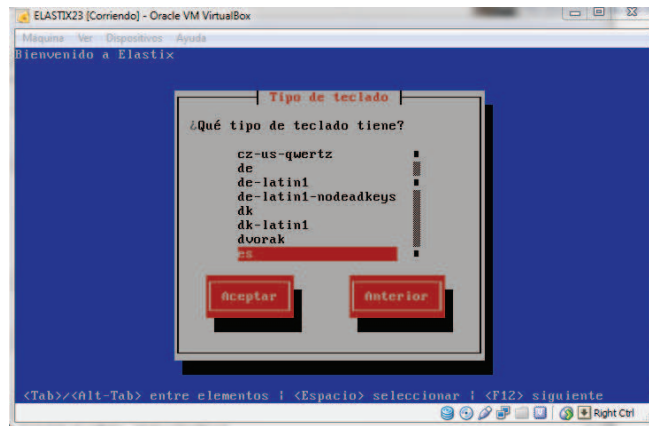 ELASTIX23 [Corriendo] - Oracle VM VirtualBox
Máquina Ver Dispositivos Ayuda
Bienvenido a Elastix
Tipo de teclado
¿Qué tipo de teclado tiene?
cz-us-qwertz
de
de-latin1
de-latin1-nodeadkeys
dk
dk-latin1
dvorak
es
Aceptar Anterior
<Tab>/<Alt-Tab> entre elementos | <Espacio> seleccionar | <F12> siguiente
Right Ctrl